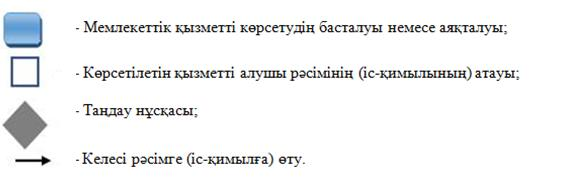 - Мемлекеттік қызметті көрсетудің басталуы немесе аяқталуы;
- Көрсетілетін қызметті алушы рәсімінің (іс-қимылының) атауы;
- Таңдау нұсқасы;
- Келесі рәсімге (іс-қимылға) өту.